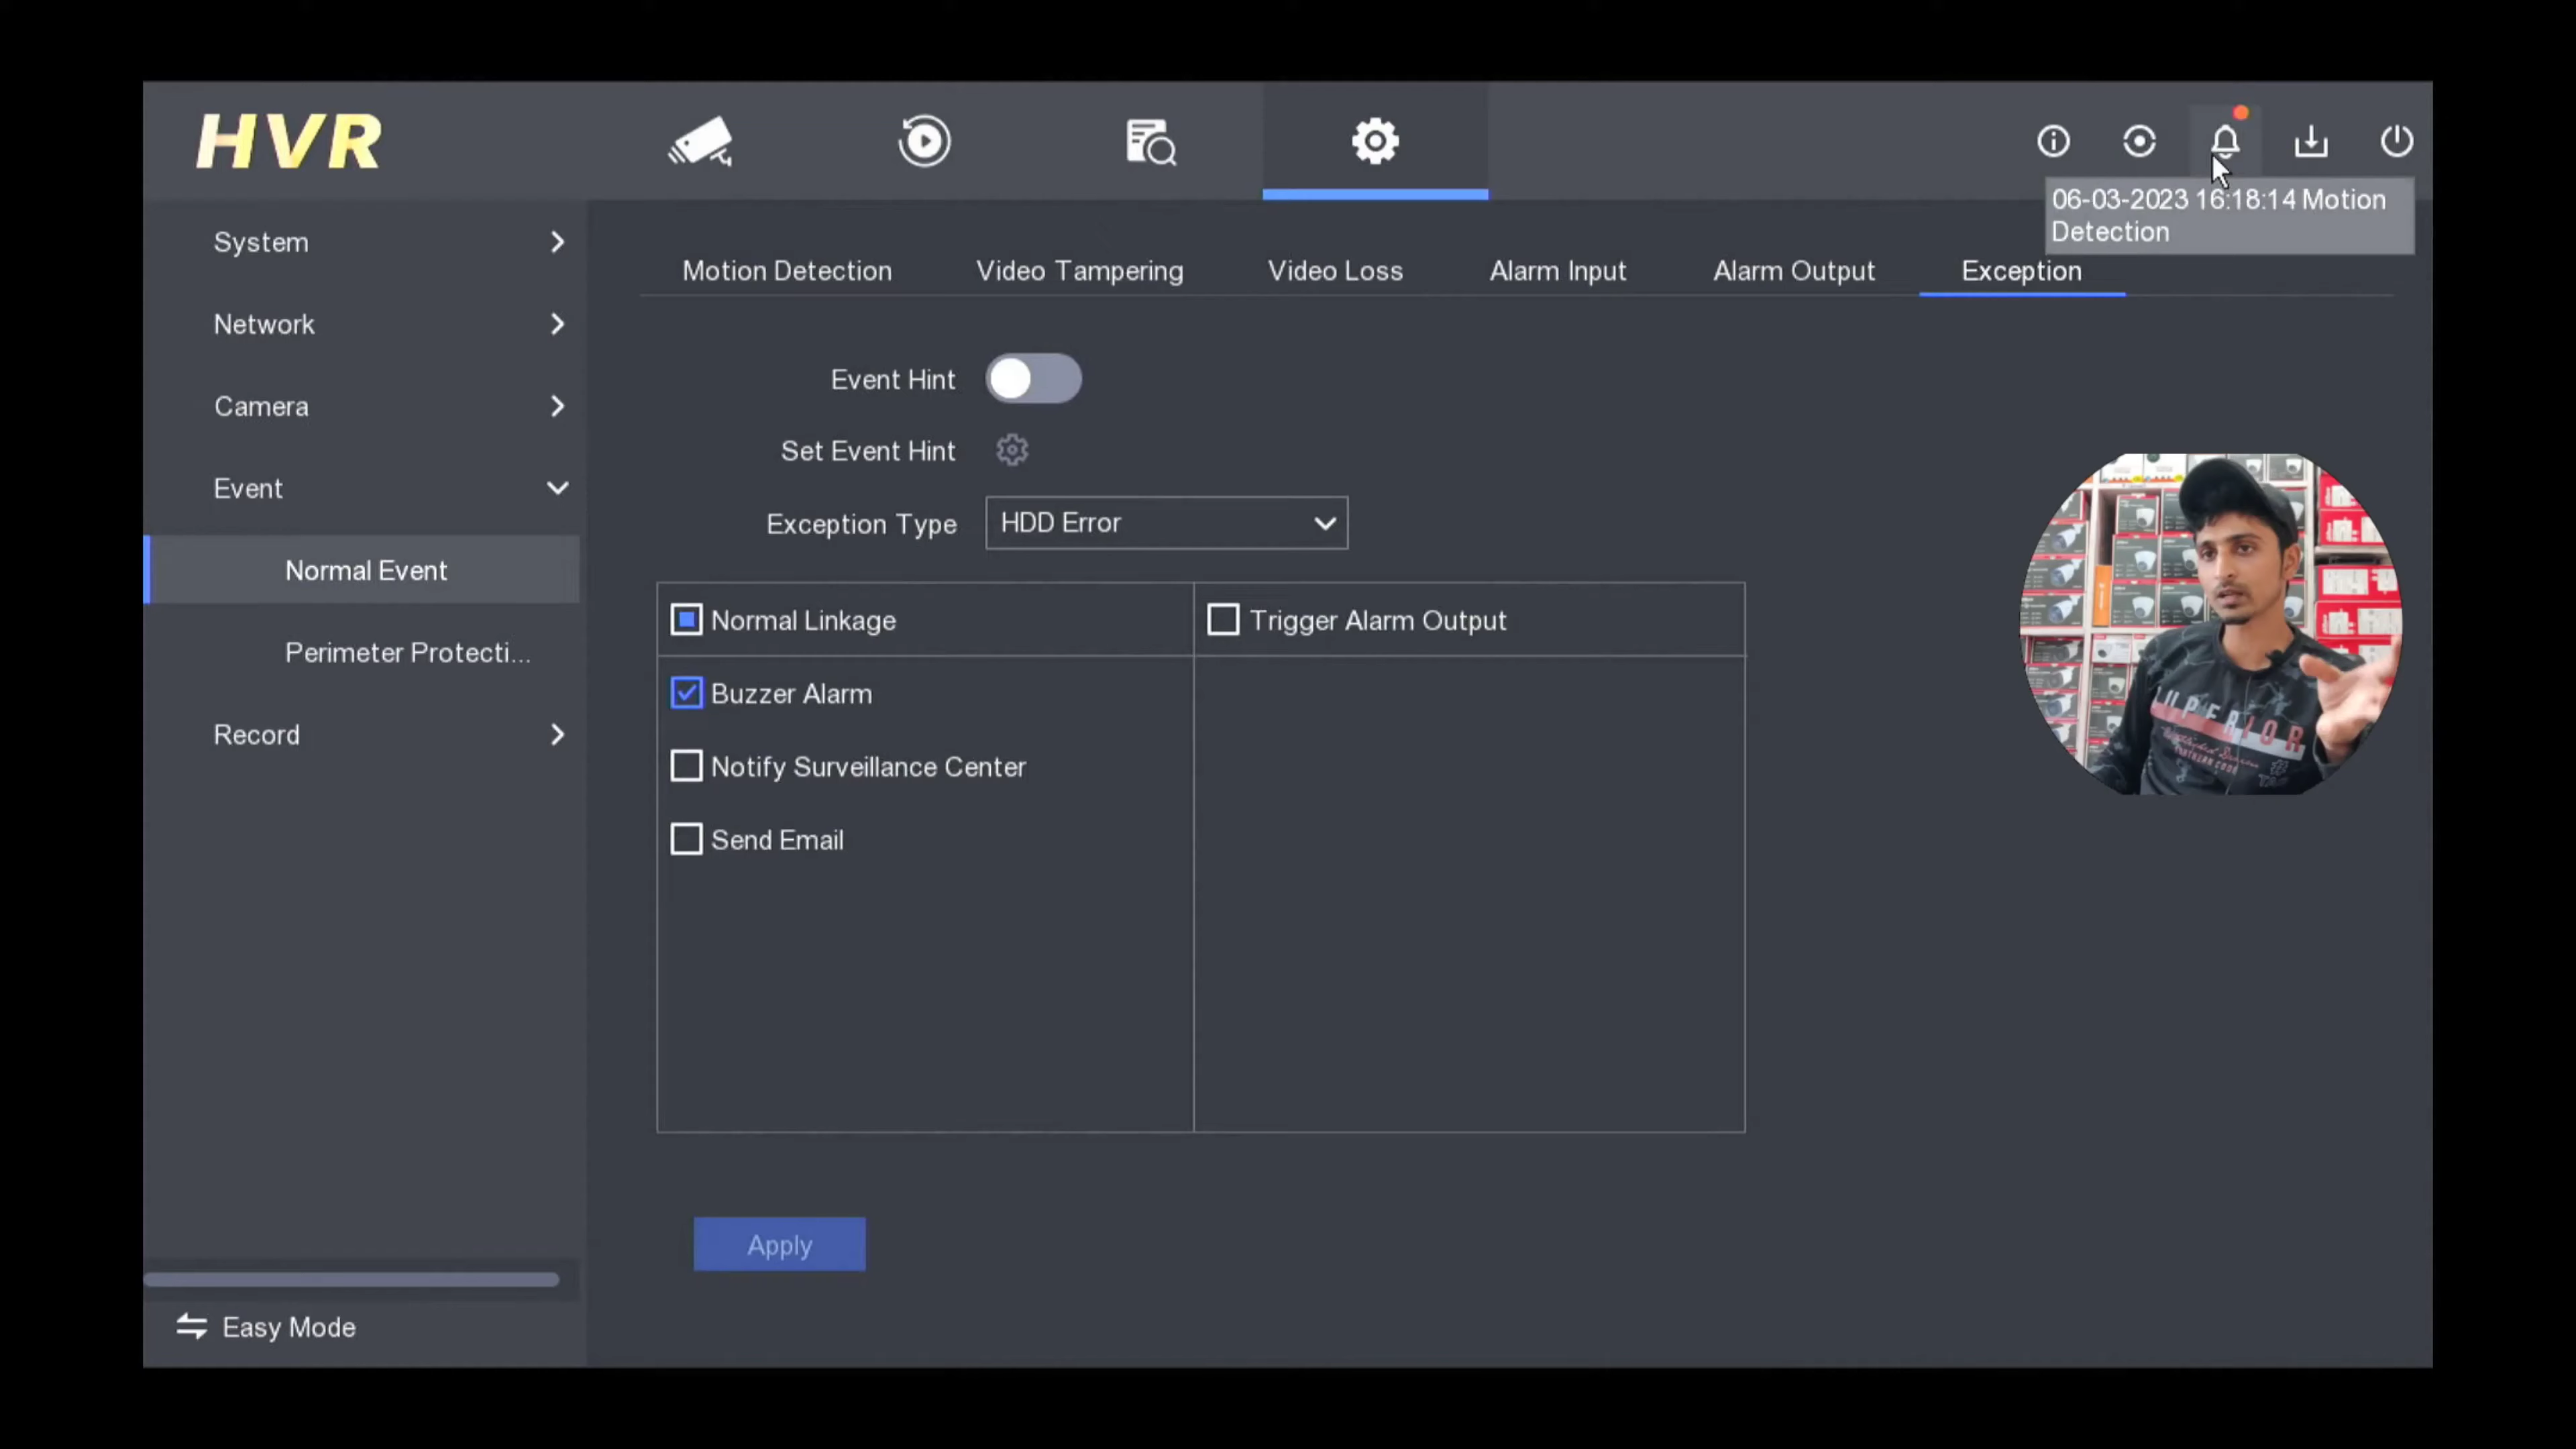 HVR
06-03-2023 16:18:14 Motion
Detection
System
Network
Camera
Event
Normal Event
Perimeter Protecti...
Record
Easy Mode
Motion Detection
Video Tampering
Video Loss
Alarm Input
Alarm Output
Exception
Event Hint
Set Event Hint
Exception Type
HDD Error
Normal Linkage
Trigger Alarm Output
Buzzer Alarm
Notify Surveillance Center
Send Email
Apply
SUPERIOR